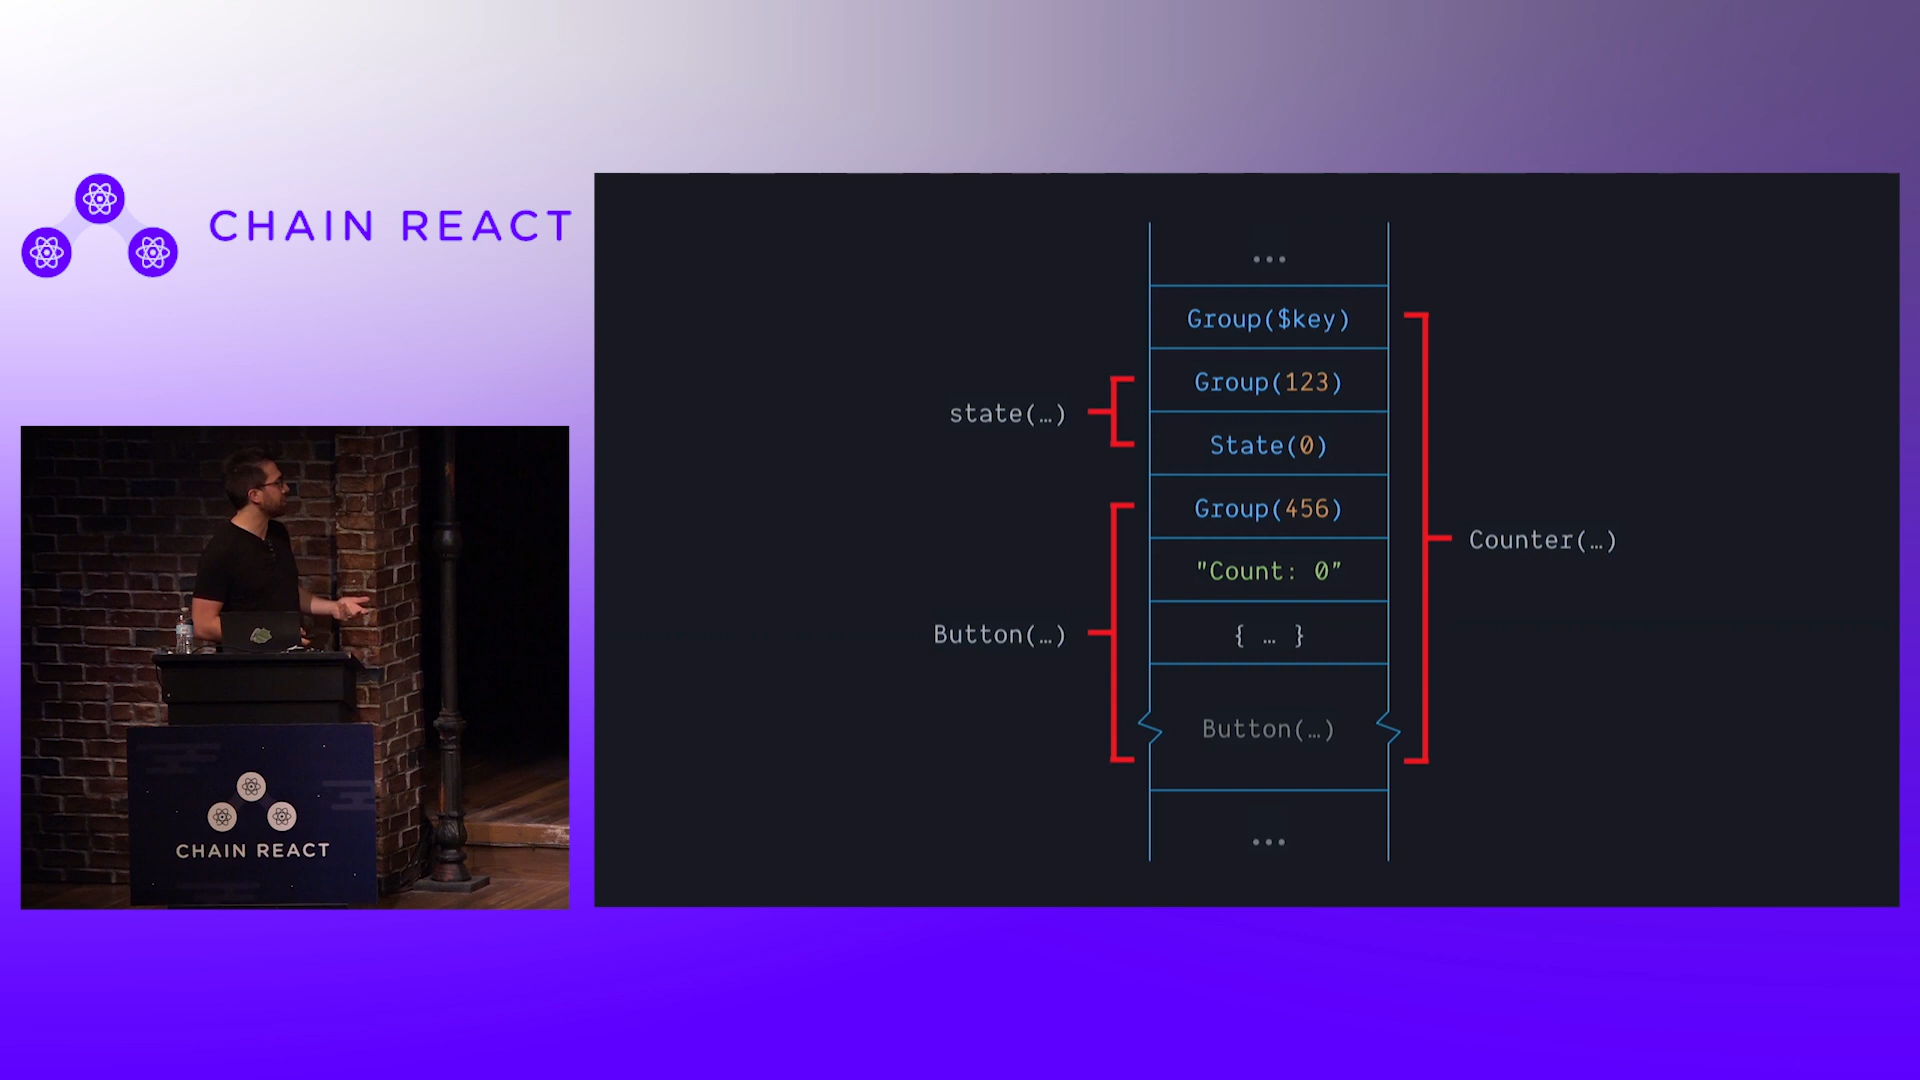 CHAIN REACT
...
Group($key)
Group(123)
state(…)
State(0)
Group(456)
Counter(…)
"Count: 0"
Button(…)
{ … }
Button(…)
...
CHAIN REACT